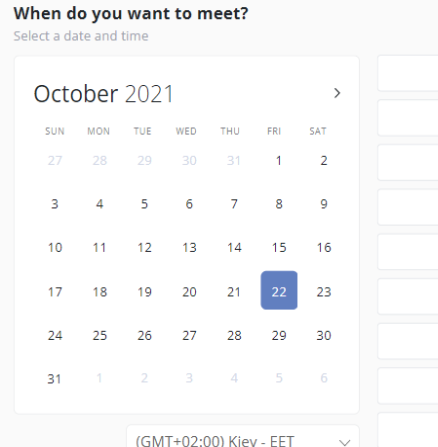 When do you want to meet?
Select a date and time
October 2021
SUN MON TUE WED THU FRI SAT
27 28 29 30 31 1 2
3 4 5 6 7 8 9
10 11 12 13 14 15 16
17 18 19 20 21 22 23
24 25 26 27 28 29 30
31 1 2 3 4 5 6
(GMT+02:00) Kiev - EET